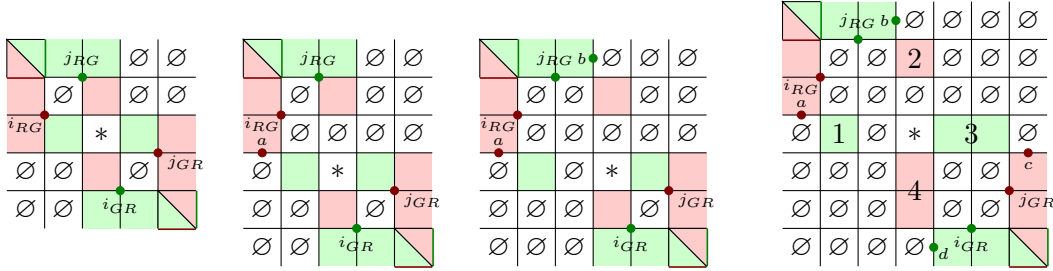 j_RG ∅ ∅
∅ ∅ ∅
i_RG
*
j_GR
∅ ∅ ∅
∅ ∅ i_GR
j_RG ∅ ∅
∅ ∅ ∅
i_RG
a ∅ ∅ ∅ ∅
∅ *
∅ ∅ ∅ j_GR
∅ ∅ i_GR
j_RG b ∅ ∅
∅ ∅ ∅
i_RG
a ∅ ∅ ∅ ∅
∅ ∅ *
∅ ∅ ∅ ∅ j_GR
∅ ∅ ∅ i_GR
j_RG b ∅ ∅ ∅ ∅
∅ ∅ 2 ∅ ∅ ∅
i_RG
a ∅ ∅ ∅ ∅ ∅ ∅
∅ 1 ∅ * 3 ∅
c
∅ ∅ ∅ ∅ ∅
4
∅ ∅ ∅ ∅ ∅ j_GR
∅ ∅ ∅ ∅ d i_GR